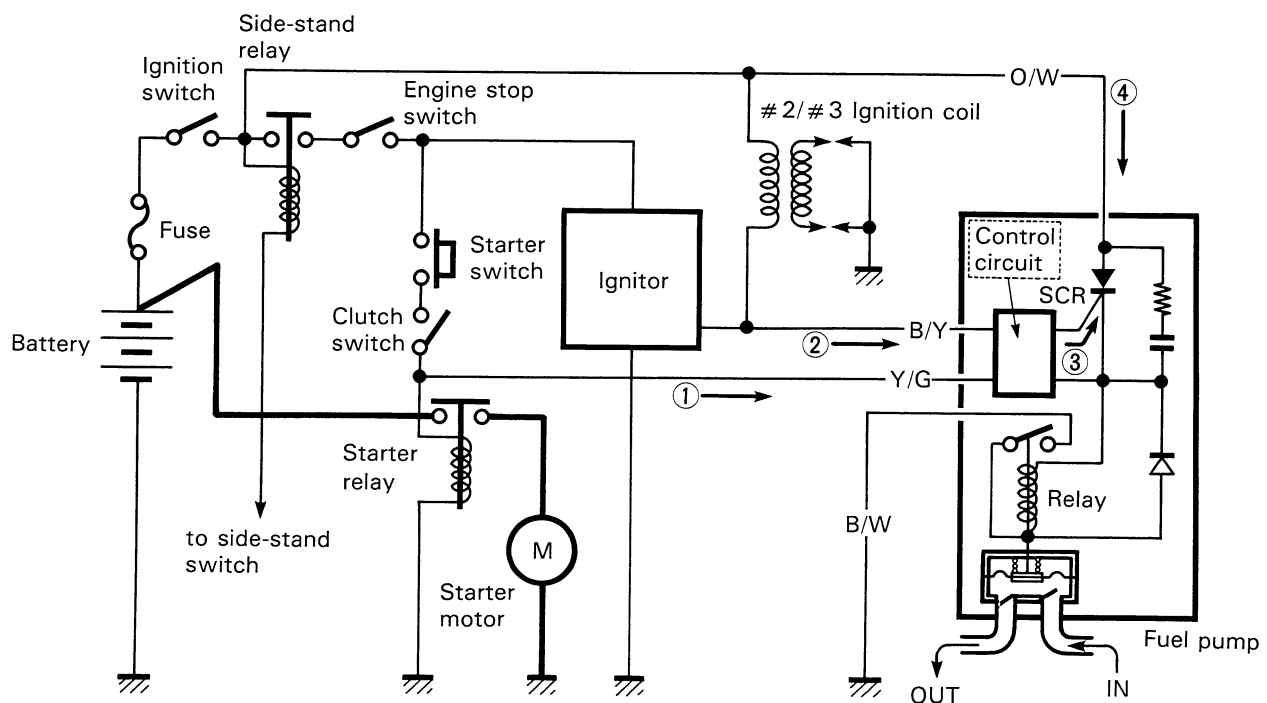 Side-stand
relay
Ignition
switch
Engine stop
switch
O/W
④
#2/#3 Ignition coil
Fuse
Starter
switch
Ignitor
Control
circuit
SCR
Clutch
switch
Battery
②
B/Y
③
①
Y/G
Starter
relay
Relay
B/W
to side-stand
switch
M
Starter
motor
Fuel pump
OUT
IN